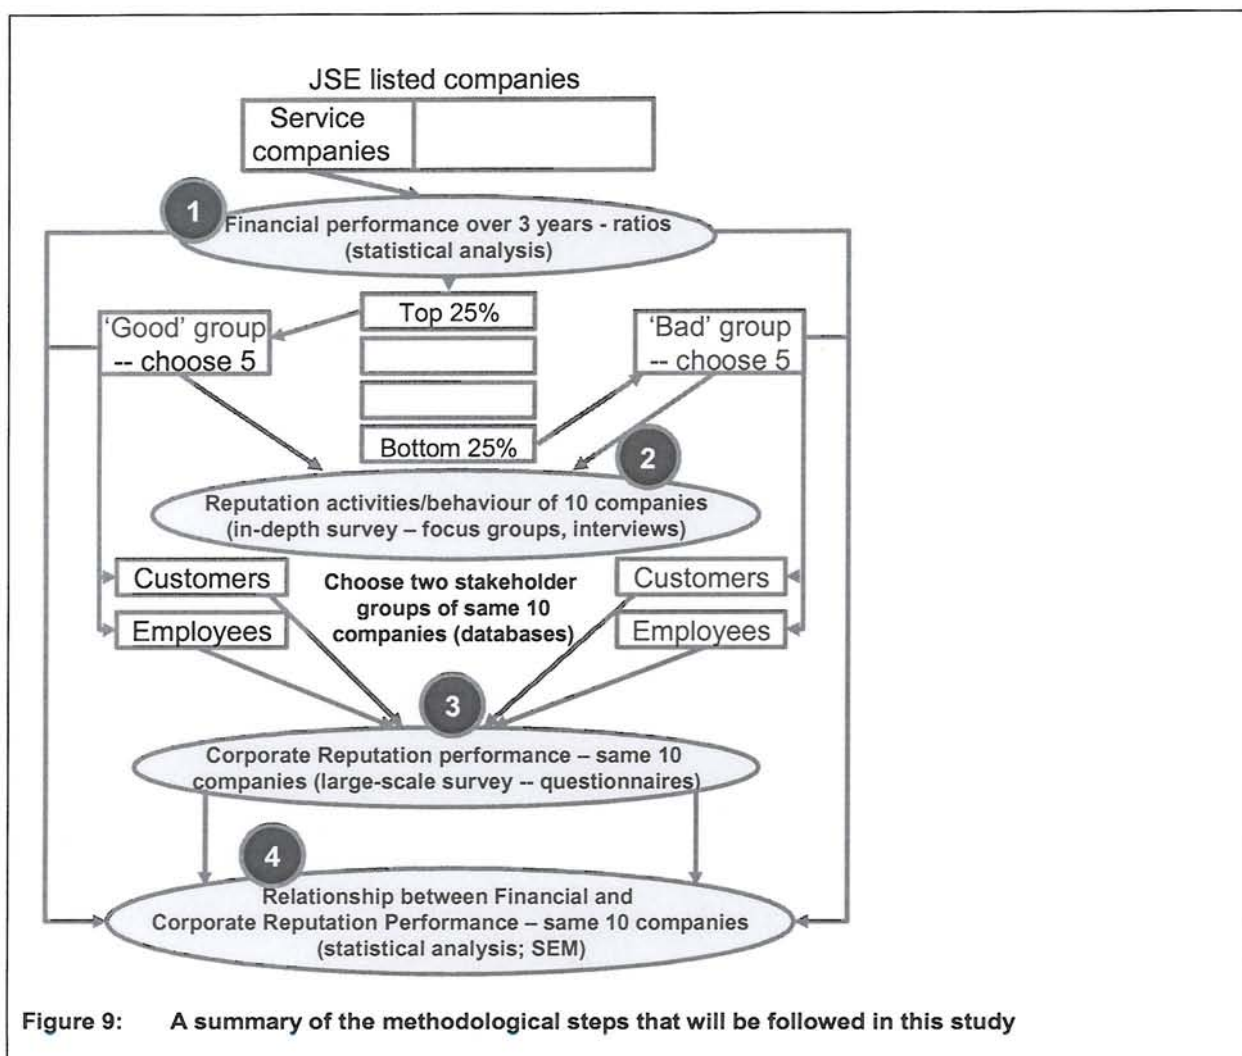 JSE listed companies
Service
companies
1
Financial performance over 3 years - ratios
(statistical analysis)
Top 25%
'Good' group
-- choose 5
'Bad' group
-- choose 5
Bottom 25%
2
Reputation activities/behaviour of 10 companies
(in-depth survey – focus groups, interviews)
Customers
Choose two stakeholder
groups of same 10
companies (databases)
Customers
Employees
Employees
3
Corporate Reputation performance – same 10
companies (large-scale survey -- questionnaires)
4
Relationship between Financial and
Corporate Reputation Performance – same 10 companies
(statistical analysis; SEM)
Figure 9: A summary of the methodological steps that will be followed in this study